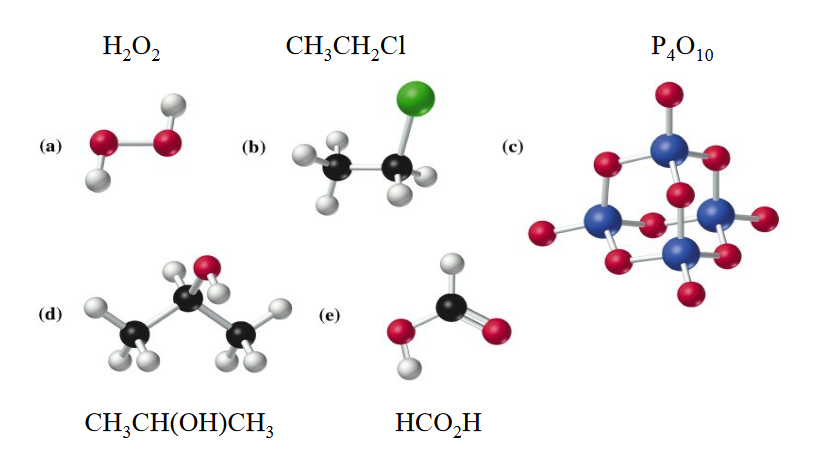 H₂O₂
CH₃CH₂Cl
P₄O₁₀
(a)
(b)
(c)
(d)
(e)
CH₃CH(OH)CH₃
HCO₂H